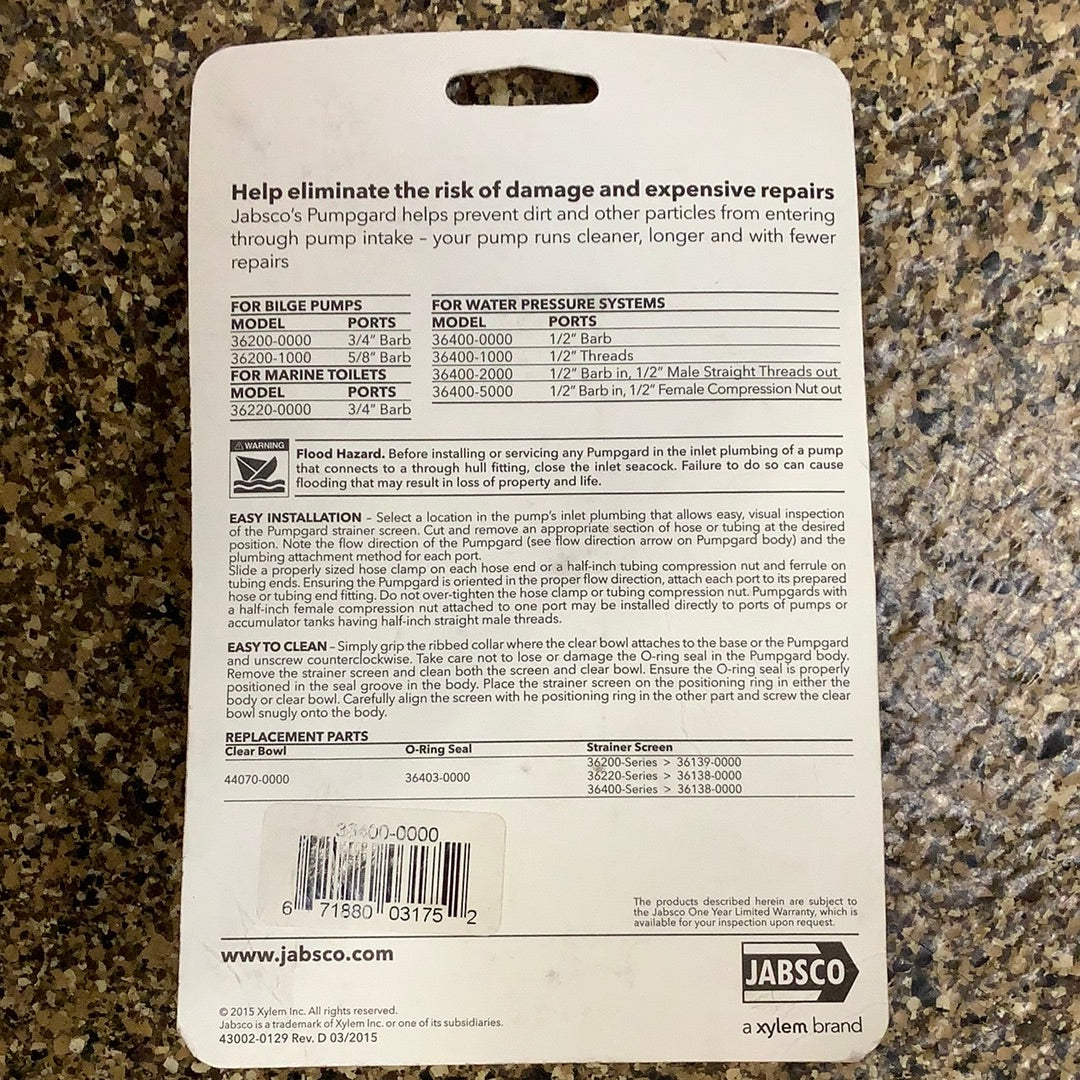 Help eliminate the risk of damage and expensive repairs
Jabsco's Pumpgard helps prevent dirt and other particles from entering
through pump intake – your pump runs cleaner, longer and with fewer
repairs
FOR BILGE PUMPS
MODEL PORTS
36200-0000 3/4" Barb
36200-1000 5/8" Barb
FOR MARINE TOILETS
MODEL PORTS
36220-0000 3/4" Barb
FOR WATER PRESSURE SYSTEMS
MODEL PORTS
36400-0000 1/2" Barb
36400-1000 1/2" Threads
36400-2000 1/2" Barb in, 1/2" Male Straight Threads out
36400-5000 1/2" Barb in, 1/2" Female Compression Nut out
⚠ WARNING
Flood Hazard. Before installing or servicing any Pumpgard in the inlet plumbing of a pump
that connects to a through hull fitting, close the inlet seacock. Failure to do so can cause
flooding that may result in loss of property and life.
EASY INSTALLATION – Select a location in the pump's inlet plumbing that allows easy, visual inspection
of the Pumpgard strainer screen. Cut and remove an appropriate section of hose or tubing at the desired
position. Note the flow direction of the Pumpgard (see flow direction arrow on Pumpgard body) and the
plumbing attachment method for each port.
Slide a properly sized hose clamp on each hose end or a half-inch tubing compression nut and ferrule on
tubing ends. Ensuring the Pumpgard is oriented in the proper flow direction, attach each port to its prepared
hose or tubing end fitting. Do not over-tighten the hose clamp or tubing compression nut. Pumpgards with
a half-inch female compression nut attached to one port may be installed directly to ports of pumps or
accumulator tanks having half-inch straight male threads.
EASY TO CLEAN – Simply grip the ribbed collar where the clear bowl attaches to the base or the Pumpgard
and unscrew counterclockwise. Take care not to lose or damage the O-ring seal in the Pumpgard body.
Remove the strainer screen and clean both the screen and clear bowl. Ensure the O-ring seal is properly
positioned in the seal groove in the body. Place the strainer screen on the positioning ring in either the
body or clear bowl. Carefully align the screen with he positioning ring in the other part and screw the clear
bowl snugly onto the body.
REPLACEMENT PARTS
Clear Bowl O-Ring Seal Strainer Screen
36200-Series > 36139-0000
44070-0000 36403-0000 36220-Series > 36138-0000
36400-Series > 36138-0000
36400-0000
6 71880 03175 2
The products described herein are subject to
the Jabsco One Year Limited Warranty, which is
available for your inspection upon request.
www.jabsco.com
JABSCO
a xylem brand
© 2015 Xylem Inc. All rights reserved.
Jabsco is a trademark of Xylem Inc. or one of its subsidiaries.
43002-0129 Rev. D 03/2015